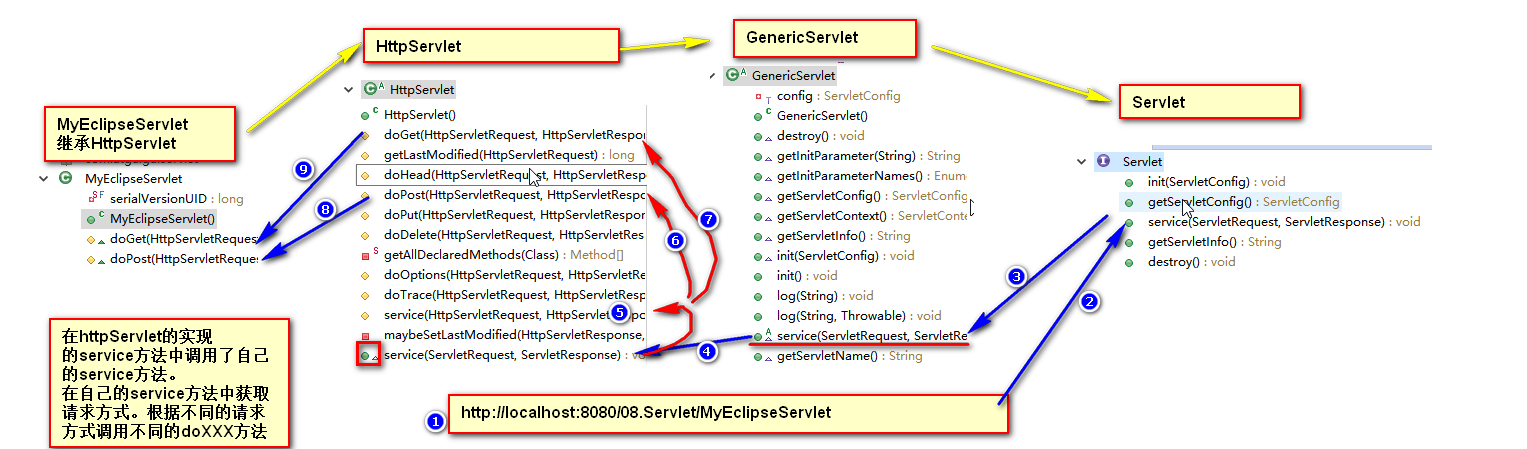 HttpServlet
GenericServlet
Servlet
MyEclipseServlet
继承HttpServlet
MyEclipseServlet
serialVersionUID : long
MyEclipseServlet()
doGet(HttpServletReques
doPost(HttpServletReque
HttpServlet
HttpServlet()
doGet(HttpServletRequest, HttpServletRespon
getLastModified(HttpServletRequest) : long
doHead(HttpServletRequest, HttpServletResp
doPost(HttpServletRequest, HttpServletRespo
doPut(HttpServletRequest, HttpServletRespon
doDelete(HttpServletRequest, HttpServletRes
getAllDeclaredMethods(Class) : Method[]
doOptions(HttpServletRequest, HttpServletRe
doTrace(HttpServletRequest, HttpServletResp
service(HttpServletRequest, HttpServletRespo
maybeSetLastModified(HttpServletResponse,
service(ServletRequest, ServletResponse) : vo
GenericServlet
config : ServletConfig
GenericServlet()
destroy() : void
getInitParameter(String) : String
getInitParameterNames() : Enume
getServletConfig() : ServletConfig
getServletContext() : ServletConte
getServletInfo() : String
init(ServletConfig) : void
init() : void
log(String) : void
log(String, Throwable) : void
service(ServletRequest, ServletRe
getServletName() : String
Servlet
init(ServletConfig) : void
getServletConfig() : ServletConfig
service(ServletRequest, ServletResponse) : void
getServletInfo() : String
destroy() : void
9
8
7
6
5
4
3
2
在httpServlet的实现
的service方法中调用了自己
的service方法。
在自己的service方法中获取
请求方式。根据不同的请求
方式调用不同的doXXX方法
1
http://localhost:8080/08.Servlet/MyEclipseServlet